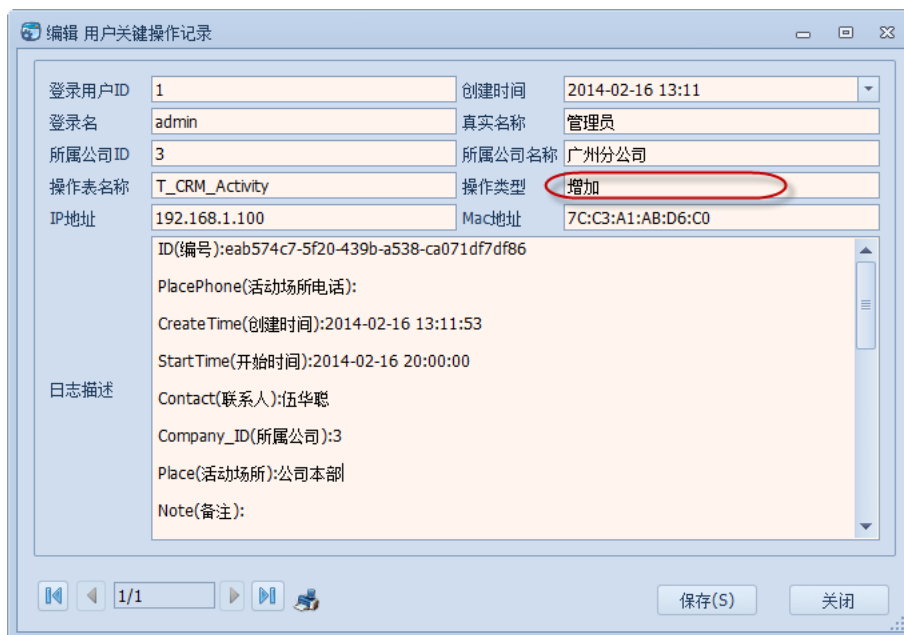 编辑 用户关键操作记录
登录用户ID 1 创建时间 2014-02-16 13:11
登录名 admin 真实名称 管理员
所属公司ID 3 所属公司名称 广州分公司
操作表名称 T_CRM_Activity 操作类型 增加
IP地址 192.168.1.100 Mac地址 7C:C3:A1:AB:D6:C0
ID(编号):eab574c7-5f20-439b-a538-ca071df7df86
PlacePhone(活动场所电话):
CreateTime(创建时间):2014-02-16 13:11:53
StartTime(开始时间):2014-02-16 20:00:00
日志描述
Contact(联系人):伍华聪
Company_ID(所属公司):3
Place(活动场所):公司本部
Note(备注):
1/1 保存(S) 关闭